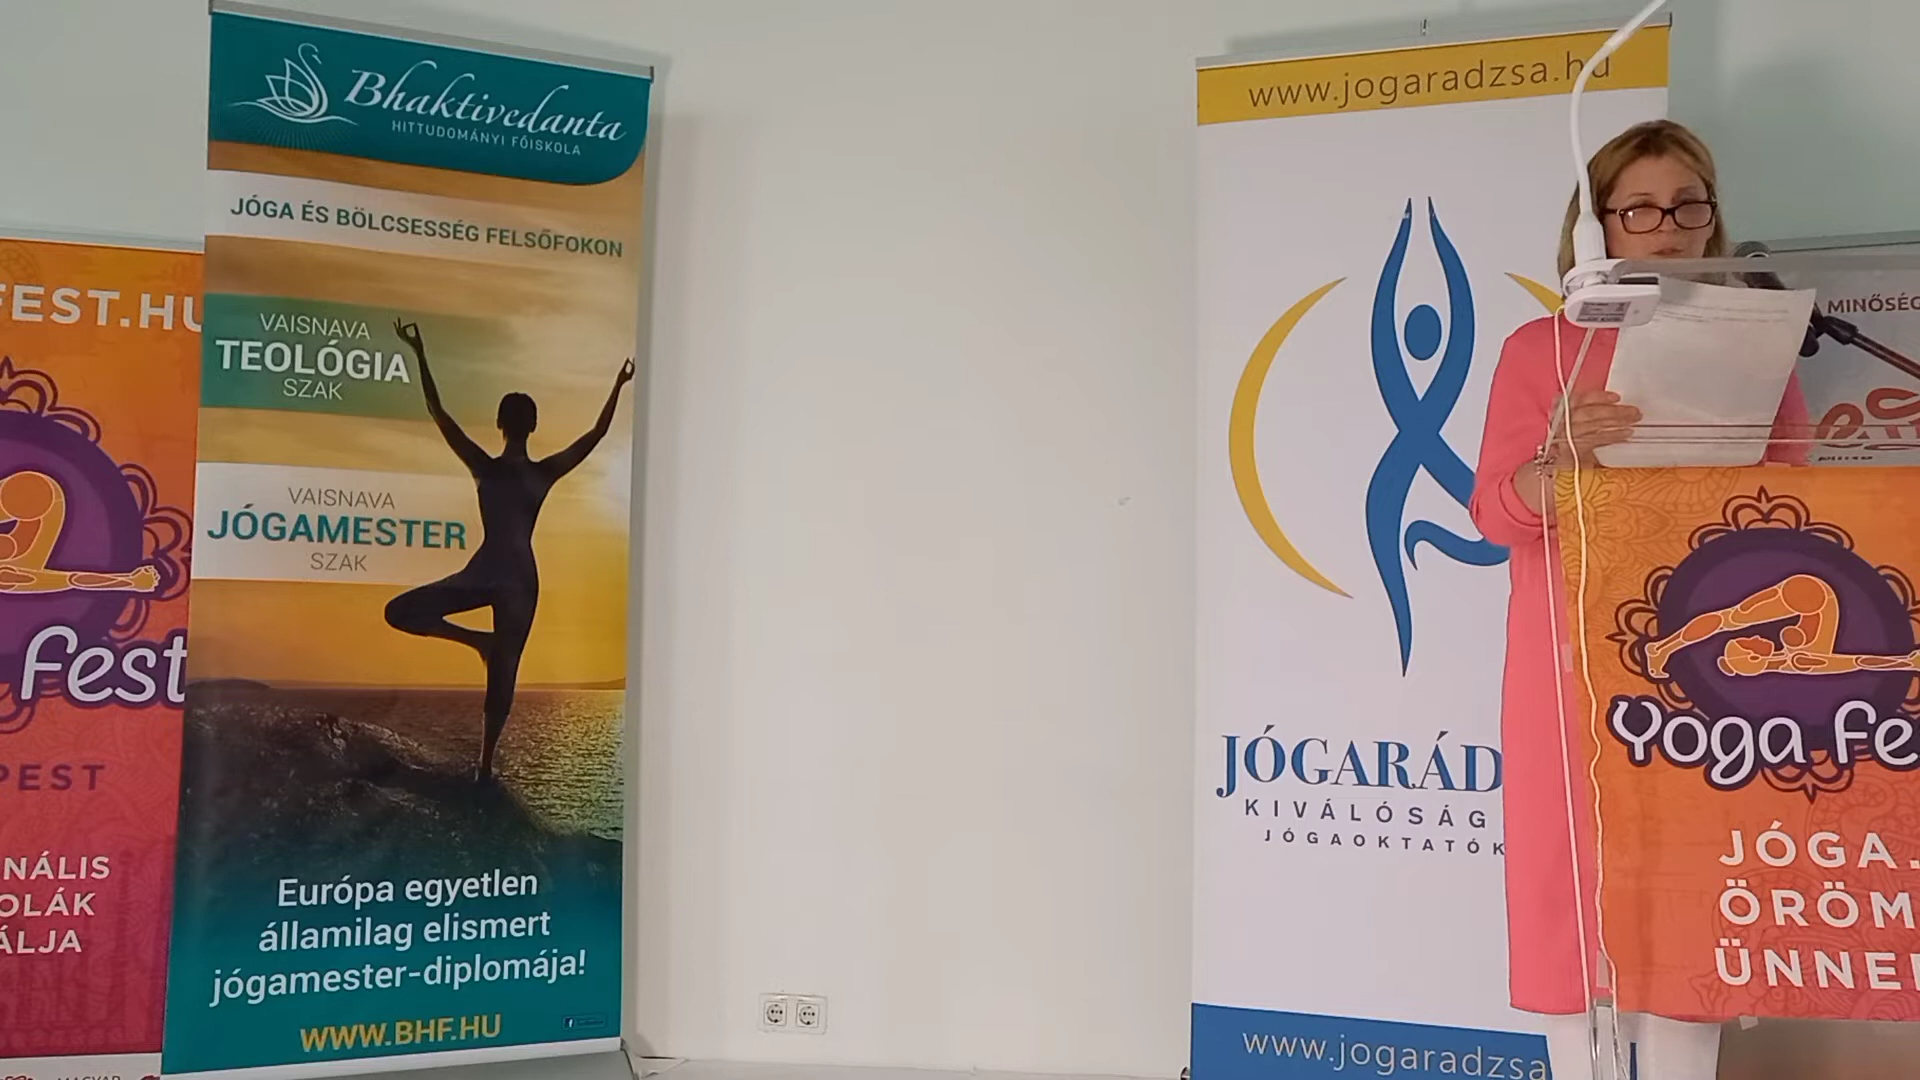 FEST.HU
Fest
PEST
NÁLIS
OLÁK
ÁLJA
MAGYAR
Bhaktivedanta
HITTUDOMÁNYI FŐISKOLA
JÓGA ÉS BÖLCSESSÉG FELSŐFOKON
VAISNAVA
TEOLÓGIA
SZAK
VAISNAVA
JÓGAMESTER
SZAK
Európa egyetlen
államilag elismert
jógamester-diplomája!
WWW.BHF.HU
www.jogaradzsa.hu
JÓGARÁD
KIVÁLÓSÁG
JÓGAOKTATÓK
www.jogaradzsa
MINŐSÉG
Yoga Fe
JÓGA.
ÖRÖM
ÜNNE